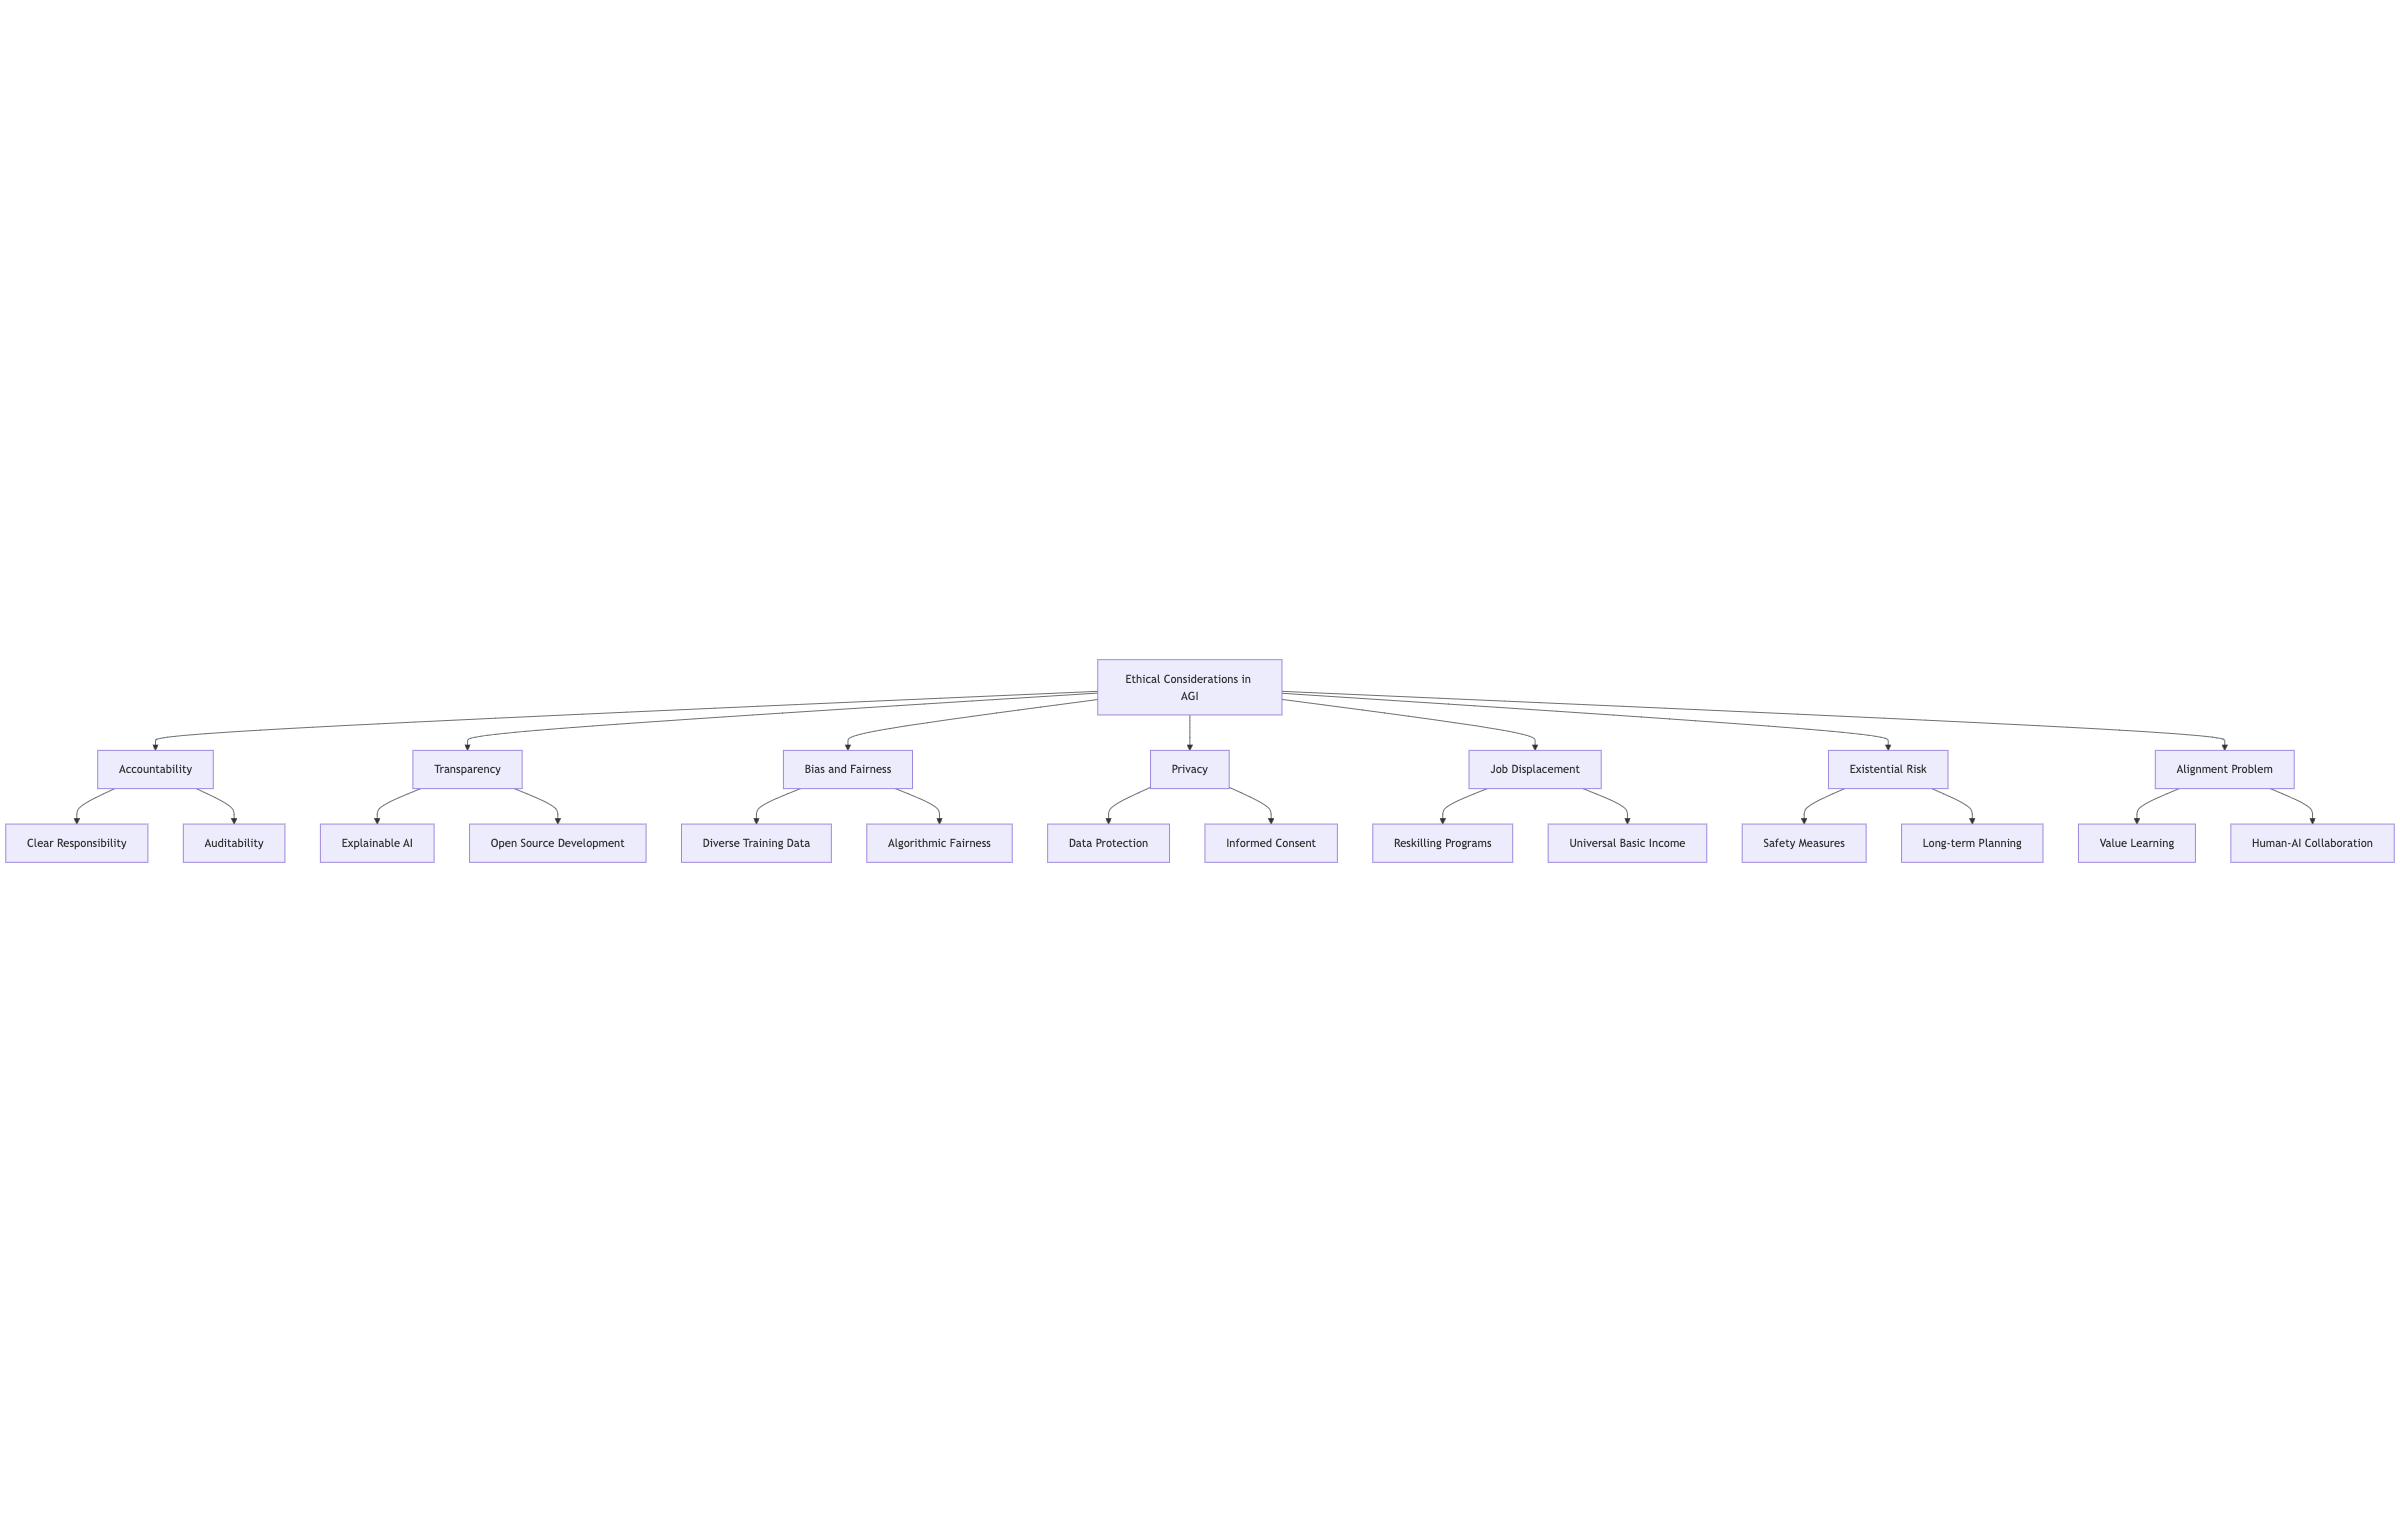 Ethical Considerations in
AGI
Accountability
Transparency
Bias and Fairness
Privacy
Job Displacement
Existential Risk
Alignment Problem
Clear Responsibility
Auditability
Explainable AI
Open Source Development
Diverse Training Data
Algorithmic Fairness
Data Protection
Informed Consent
Reskilling Programs
Universal Basic Income
Safety Measures
Long-term Planning
Value Learning
Human-AI Collaboration